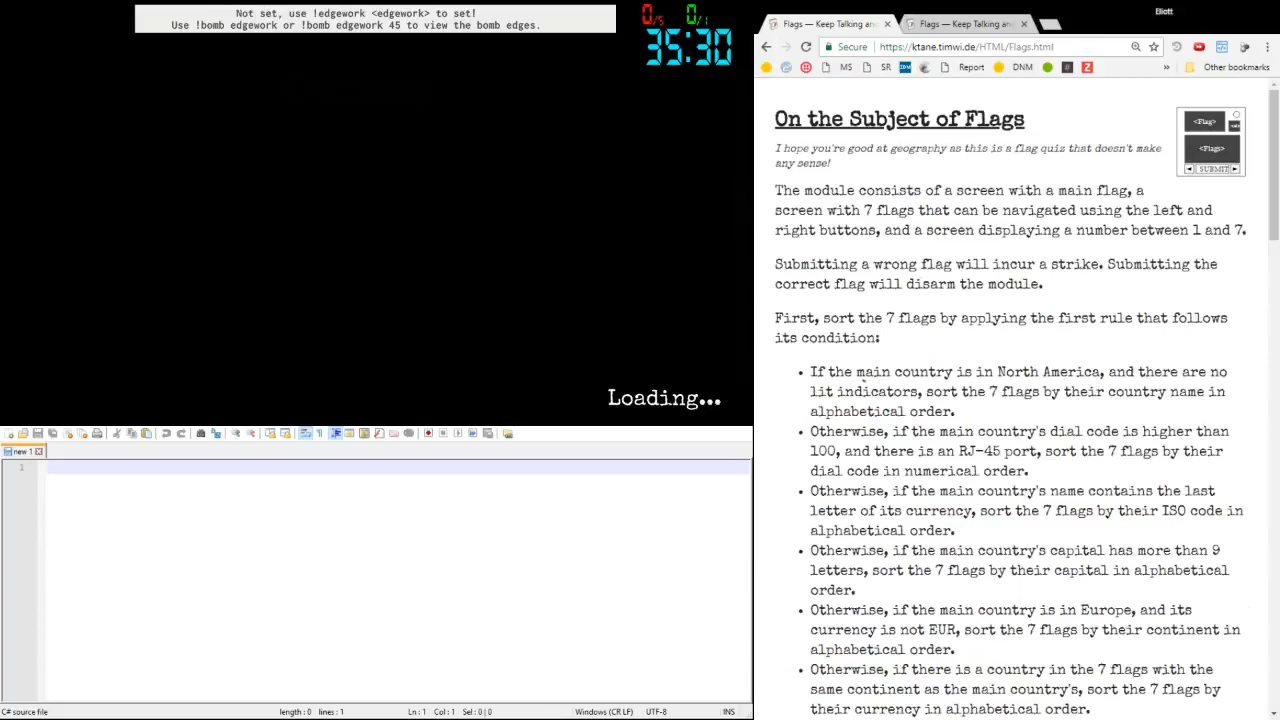 Not set, use !edgework <edgework> to set!
Use !bomb edgework or !bomb edgework 45 to view the bomb edges.
0/5 0/1
35:30
Loading...
new 1
1
C# source file
length : 0 lines : 1
Ln : 1 Col : 1 Sel : 0 | 0
Windows (CR LF)
UTF-8
INS
Eliott
Flags — Keep Talking an
Flags — Keep Talking an
Secure
https://ktane.timwi.de/HTML/Flags.html
MS
SR
IDM
Report
DNM
Z
»
Other bookmarks
On the Subject of Flags
I hope you're good at geography as this is a flag quiz that doesn't make
any sense!
<Flag>
<Flags>
SUBMIT
The module consists of a screen with a main flag, a
screen with 7 flags that can be navigated using the left and
right buttons, and a screen displaying a number between 1 and 7.
Submitting a wrong flag will incur a strike. Submitting the
correct flag will disarm the module.
First, sort the 7 flags by applying the first rule that follows
its condition:
• If the main country is in North America, and there are no
lit indicators, sort the 7 flags by their country name in
alphabetical order.
• Otherwise, if the main country's dial code is higher than
100, and there is an RJ-45 port, sort the 7 flags by their
dial code in numerical order.
• Otherwise, if the main country's name contains the last
letter of its currency, sort the 7 flags by their ISO code in
alphabetical order.
• Otherwise, if the main country's capital has more than 9
letters, sort the 7 flags by their capital in alphabetical
order.
• Otherwise, if the main country is in Europe, and its
currency is not EUR, sort the 7 flags by their continent in
alphabetical order.
• Otherwise, if there is a country in the 7 flags with the
same continent as the main country's, sort the 7 flags by
their currency in alphabetical order.